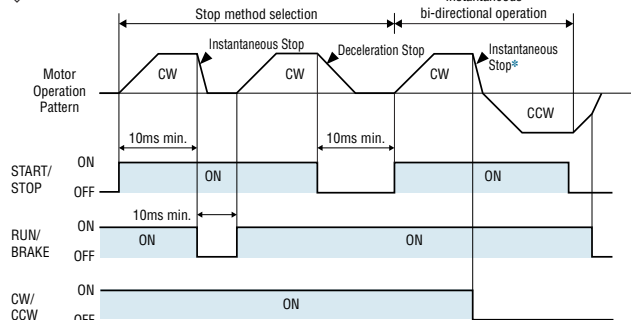 Instantaneous
Stop method selection
bi-directional operation
Instantaneous Stop
Deceleration Stop
Instantaneous
Stop*
Motor
Operation
Pattern
CW
CW
CW
CCW
10ms min.
10ms min.
START/
STOP
ON
OFF
ON
ON
10ms min.
RUN/
BRAKE
ON
OFF
ON
ON
CW/
CCW
ON
OFF
ON